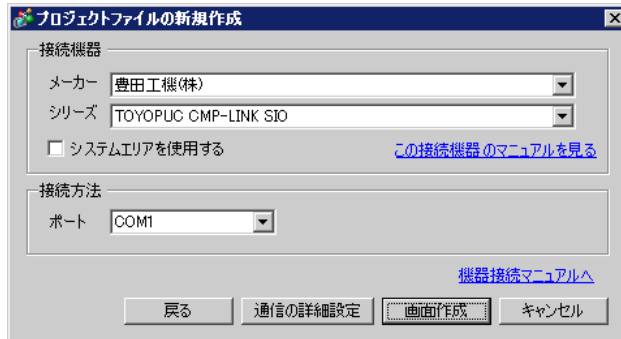 プロジェクトファイルの新規作成
接続機器
メーカー 豊田工機(株)
シリーズ TOYOPUC CMP-LINK SIO
システムエリアを使用する この接続機器のマニュアルを見る
接続方法
ポート COM1
機器接続マニュアルへ
戻る 通信の詳細設定 画面作成 キャンセル